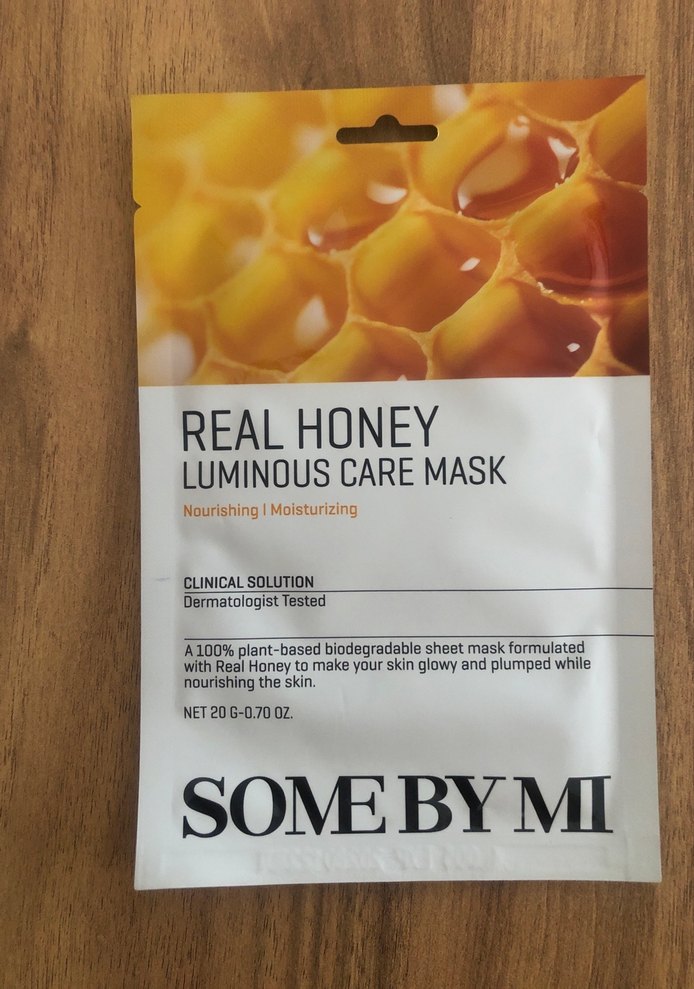 REAL HONEY
LUMINOUS CARE MASK
Nourishing | Moisturizing
CLINICAL SOLUTION
Dermatologist Tested
A 100% plant-based biodegradable sheet mask formulated
with Real Honey to make your skin glowy and plumped while
nourishing the skin.
NET 20 G-0.70 OZ.
SOME BY MI